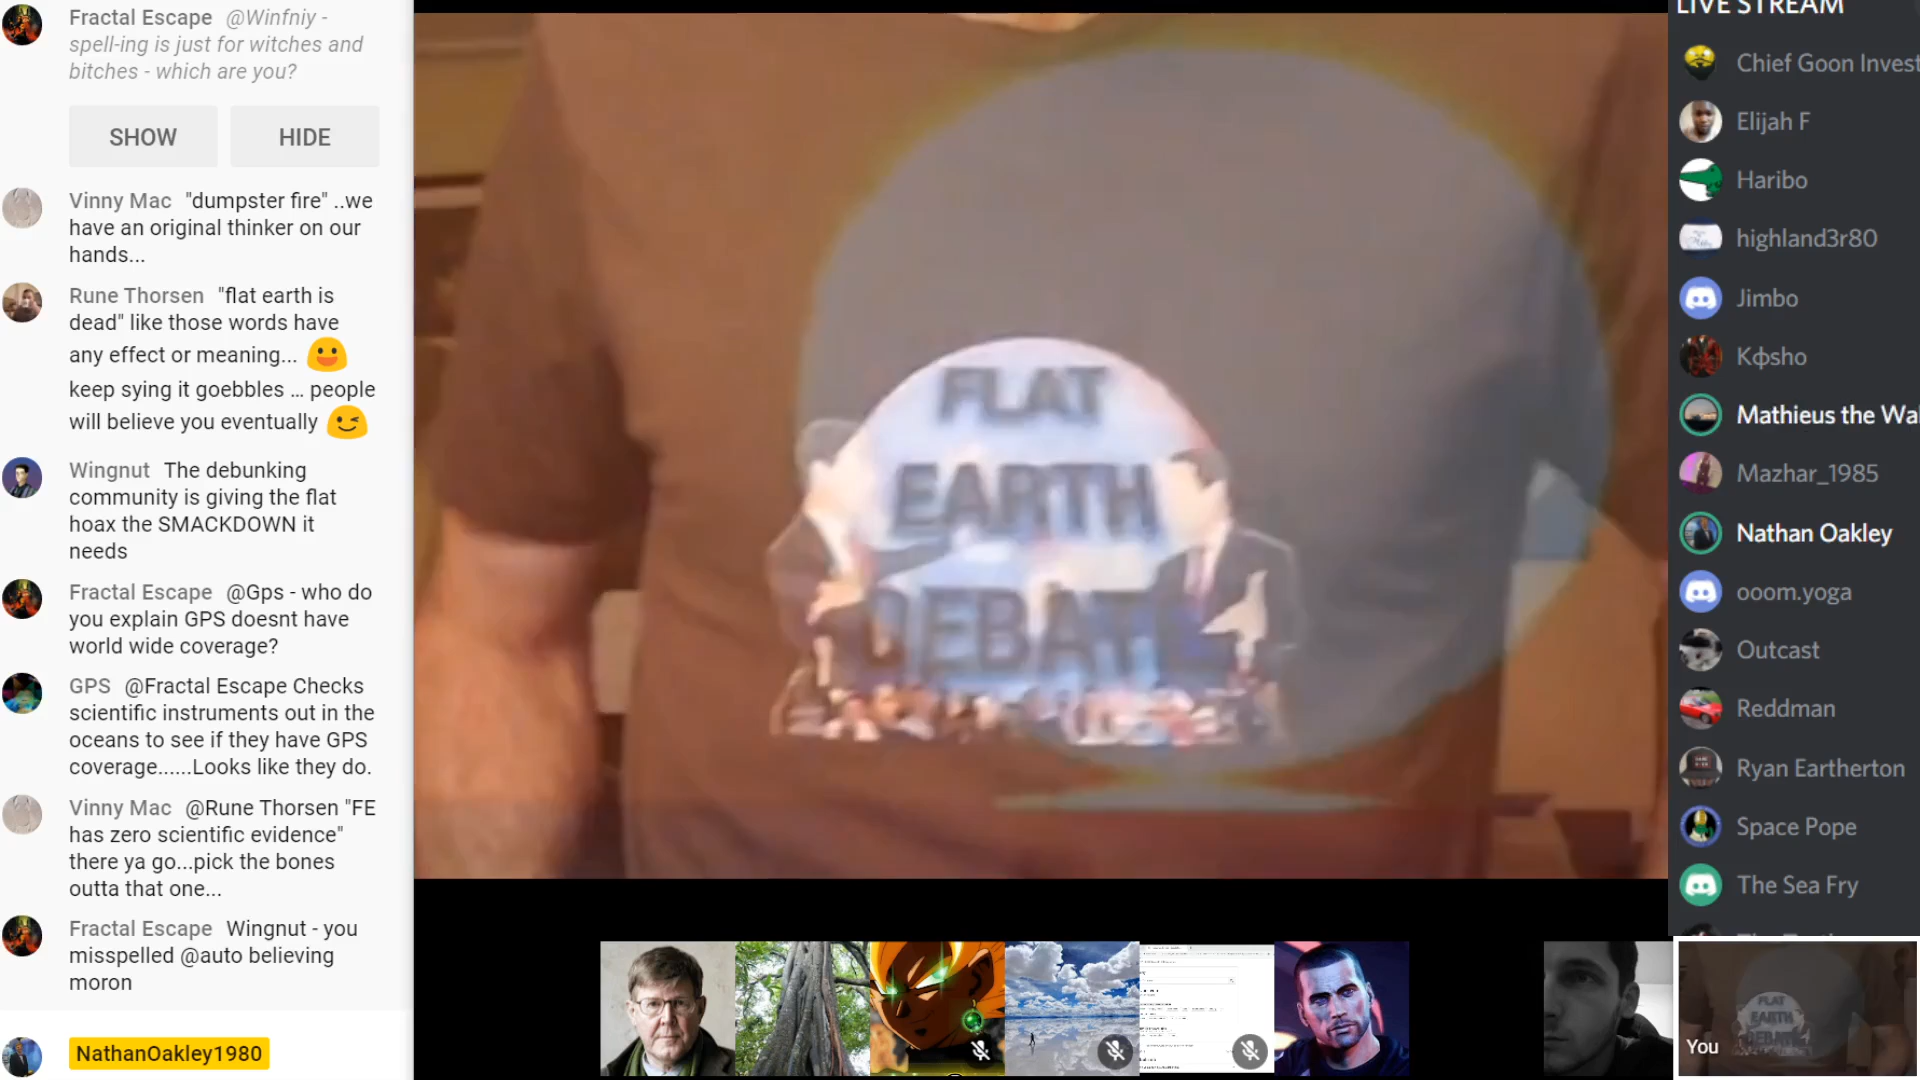 Fractal Escape @Winfniy -
spell-ing is just for witches and
bitches - which are you?
SHOW HIDE
Vinny Mac "dumpster fire" ..we
have an original thinker on our
hands...
Rune Thorsen "flat earth is
dead" like those words have
any effect or meaning...
keep sying it goebbles ... people
will believe you eventually
Wingnut The debunking
community is giving the flat
hoax the SMACKDOWN it
needs
Fractal Escape @Gps - who do
you explain GPS doesnt have
world wide coverage?
GPS @Fractal Escape Checks
scientific instruments out in the
oceans to see if they have GPS
coverage......Looks like they do.
Vinny Mac @Rune Thorsen "FE
has zero scientific evidence"
there ya go...pick the bones
outta that one...
Fractal Escape Wingnut - you
misspelled @auto believing
moron
NathanOakley1980
FLAT
EARTH
DEBATE
LIVE STREAM
Chief Goon Invest
Elijah F
Haribo
highland3r80
Jimbo
Kфsho
Mathieus the Wal
Mazhar_1985
Nathan Oakley
ooom.yoga
Outcast
Reddman
Ryan Eartherton
Space Pope
The Sea Fry
FLAT
EARTH
DEBATE
You